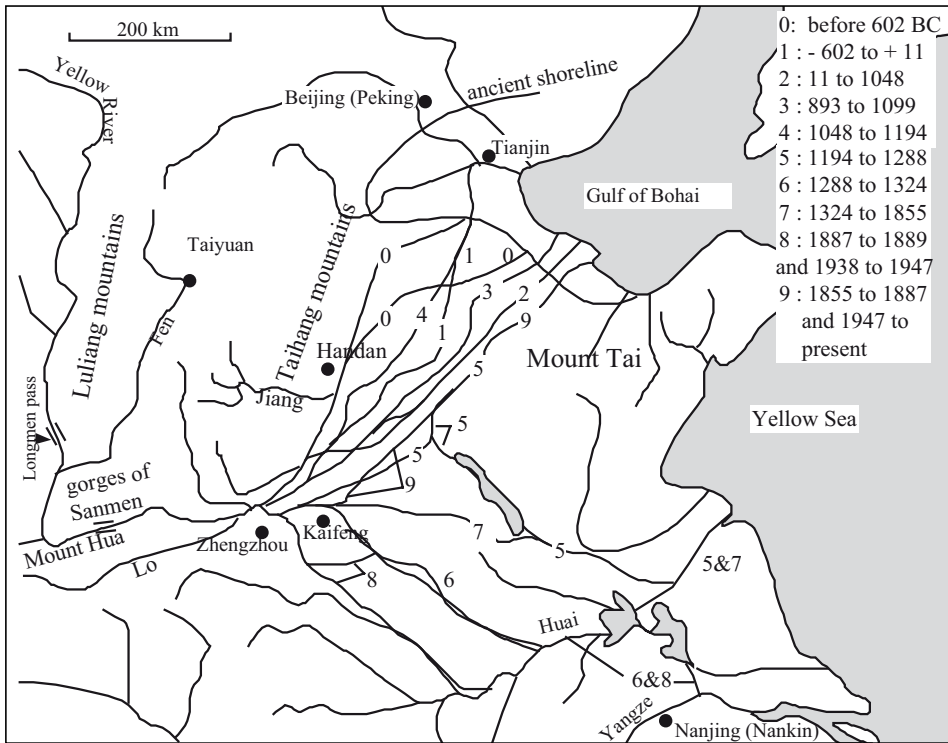 200 km
0: before 602 BC
1 : - 602 to + 11
2 : 11 to 1048
3 : 893 to 1099
4 : 1048 to 1194
5 : 1194 to 1288
6 : 1288 to 1324
7 : 1324 to 1855
8 : 1887 to 1889
and 1938 to 1947
9 : 1855 to 1887
and 1947 to
present
Yellow
River
Beijing (Peking)
ancient shoreline
Tianjin
Gulf of Bohai
Luliang mountains
Taiyuan
Taihang mountains
0
1
0
3
2
4
0
1
9
Fen
Handan
Mount Tai
5
Jiang
Yellow Sea
Longmen pass
5
5
9
gorges of
Sanmen
Mount Hua
Zhengzhou
Kaifeng
7
5
Lo
8
6
5&7
Huai
6&8
Yangze
Nanjing (Nankin)